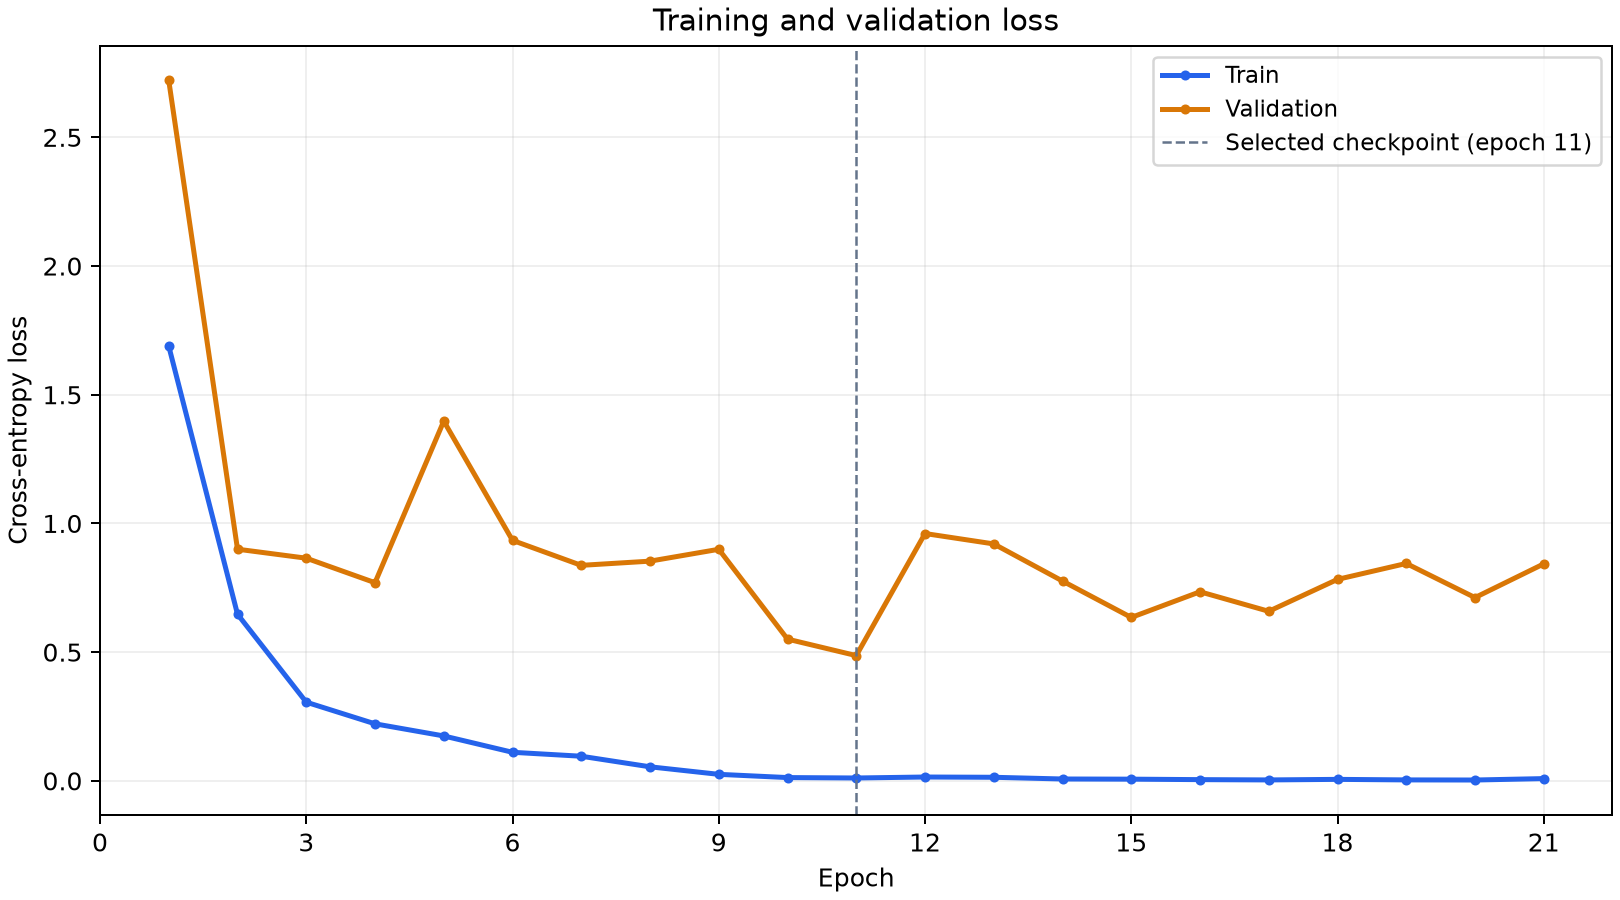 Training and validation loss
Train
Validation
Selected checkpoint (epoch 11)
Cross-entropy loss
2.5
2.0
1.5
1.0
0.5
0.0
0 3 6 9 12 15 18 21
Epoch